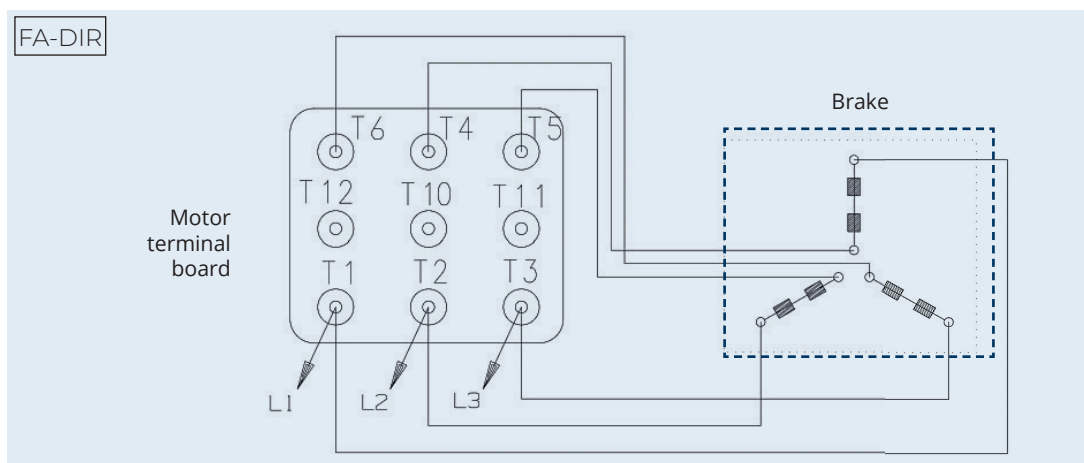 FA-DIR
Brake
T6 T4 T5
T12 T10 T11
Motor
terminal
board
T1 T2 T3
L1 L2 L3